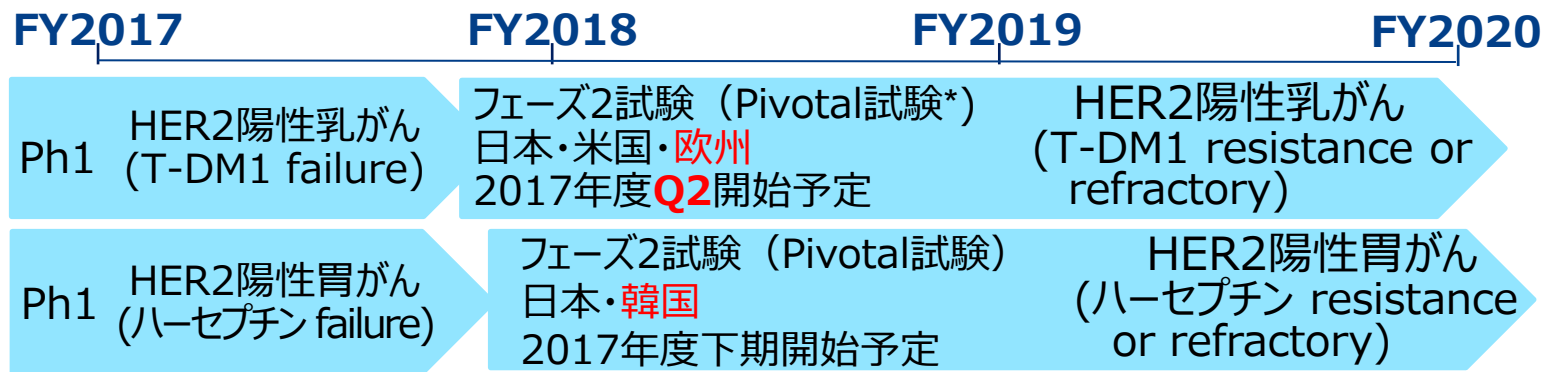 FY2017 FY2018 FY2019 FY2020
Ph1
HER2陽性乳がん
(T-DM1 failure)
フェーズ2試験（Pivotal試験*)
日本・米国・欧州
2017年度Q2開始予定
HER2陽性乳がん
(T-DM1 resistance or
refractory)
Ph1
HER2陽性胃がん
(ハーセプチン failure)
フェーズ2試験（Pivotal試験）
日本・韓国
2017年度下期開始予定
HER2陽性胃がん
(ハーセプチン resistance
or refractory)